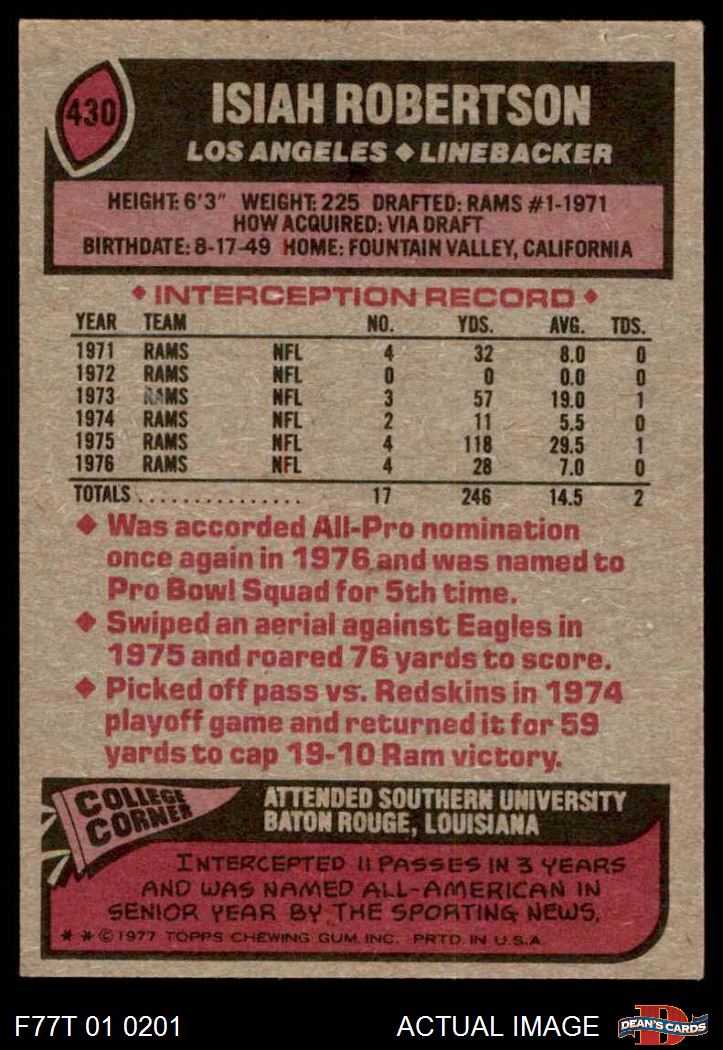 430
ISIAH ROBERTSON
LOS ANGELES ◆ LINEBACKER
HEIGHT: 6'3" WEIGHT: 225 DRAFTED: RAMS #1-1971
HOW ACQUIRED: VIA DRAFT
BIRTHDATE: 8-17-49 HOME: FOUNTAIN VALLEY, CALIFORNIA
◆ INTERCEPTION RECORD ◆
YEAR TEAM NO. YDS. AVG. TDS.
1971 RAMS NFL 4 32 8.0 0
1972 RAMS NFL 0 0 0.0 0
1973 RAMS NFL 3 57 19.0 1
1974 RAMS NFL 2 11 5.5 0
1975 RAMS NFL 4 118 29.5 1
1976 RAMS NFL 4 28 7.0 0
TOTALS ................ 17 246 14.5 2
◆ Was accorded All-Pro nomination
once again in 1976 and was named to
Pro Bowl Squad for 5th time.
◆ Swiped an aerial against Eagles in
1975 and roared 76 yards to score.
◆ Picked off pass vs. Redskins in 1974
playoff game and returned it for 59
yards to cap 19-10 Ram victory.
COLLEGE
CORNER
ATTENDED SOUTHERN UNIVERSITY
BATON ROUGE, LOUISIANA
INTERCEPTED 11 PASSES IN 3 YEARS
AND WAS NAMED ALL-AMERICAN IN
SENIOR YEAR BY THE SPORTING NEWS.
* * © 1977 TOPPS CHEWING GUM, INC. PRTD. IN U.S.A.
F77T 01 0201
ACTUAL IMAGE
D
DEAN'S CARDS